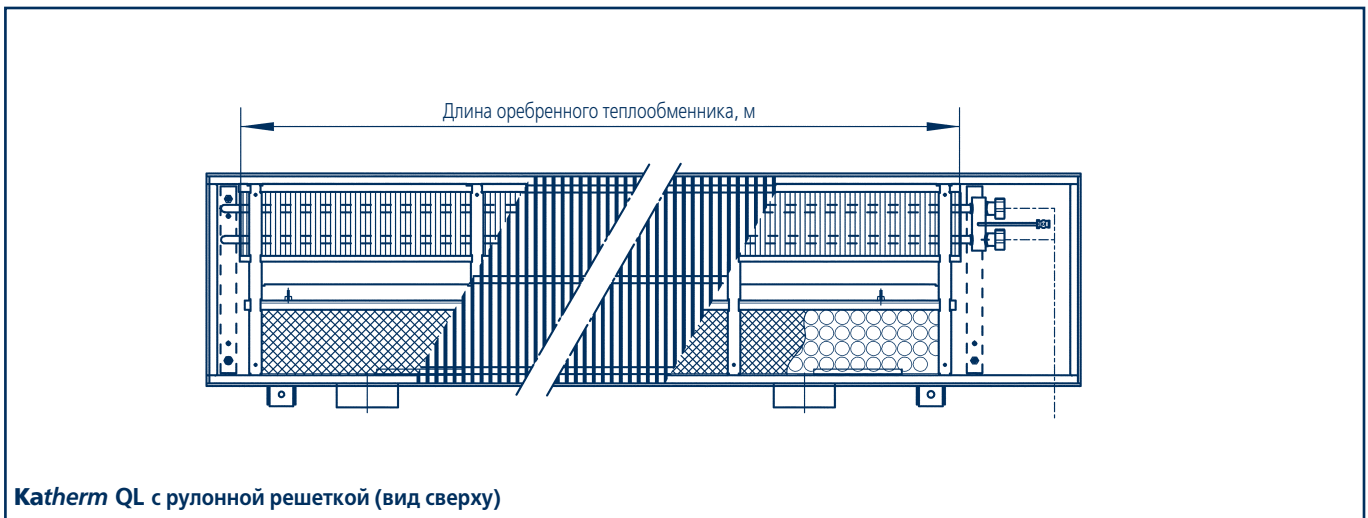 Длина оребренного теплообменника, м
Katherm QL с рулонной решеткой (вид сверху)